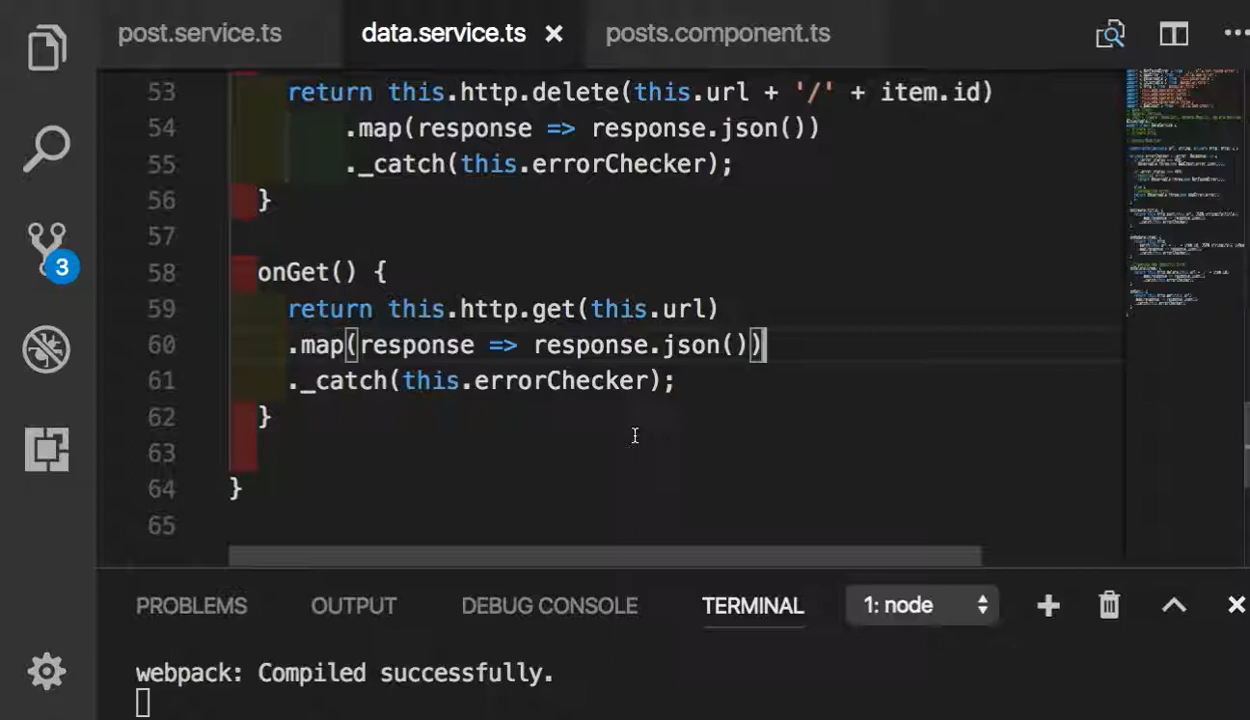 post.service.ts data.service.ts × posts.component.ts
53 return this.http.delete(this.url + '/' + item.id)
54 .map(response => response.json())
55 ._catch(this.errorChecker);
56 }
57
58 onGet() {
59 return this.http.get(this.url)
60 .map(response => response.json())
61 ._catch(this.errorChecker);
62 }
63
64 }
65
3
PROBLEMS OUTPUT DEBUG CONSOLE TERMINAL 1: node
webpack: Compiled successfully.